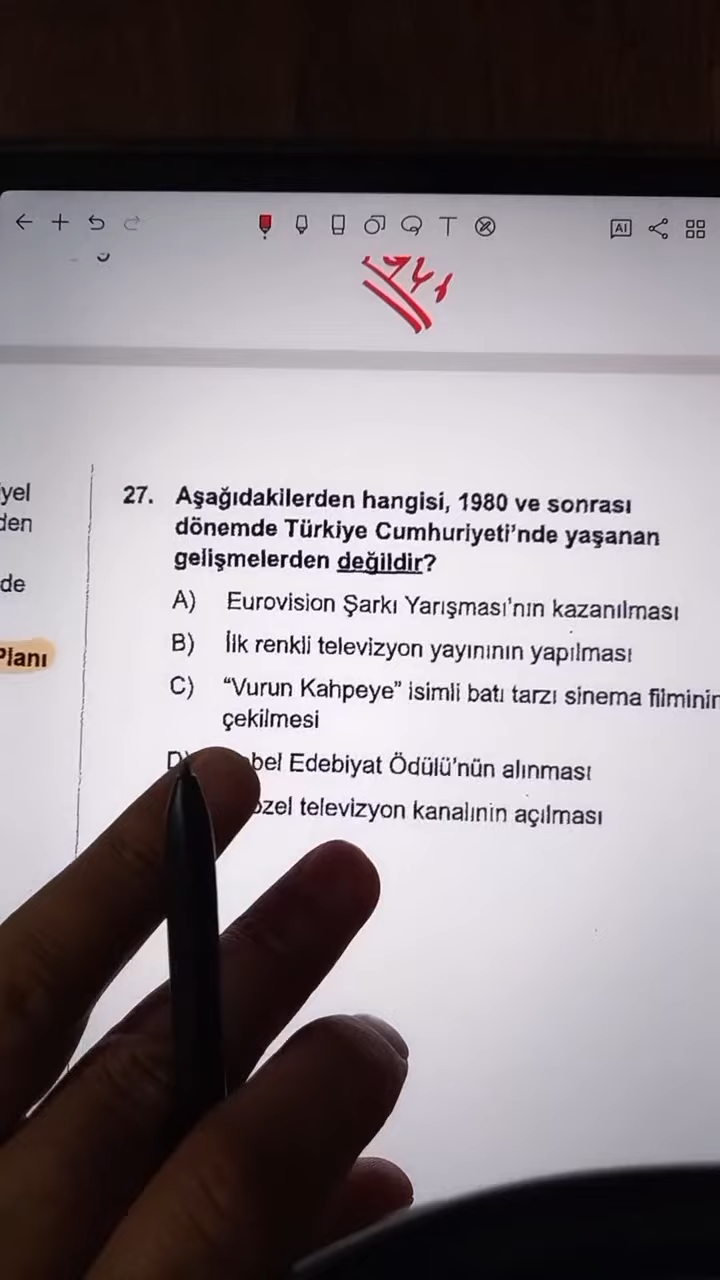 T
AI
yel
den
de
Planı
27. Aşağıdakilerden hangisi, 1980 ve sonrası
dönemde Türkiye Cumhuriyeti'nde yaşanan
gelişmelerden değildir?
A) Eurovision Şarkı Yarışması'nın kazanılması
B) İlk renkli televizyon yayınının yapılması
C) “Vurun Kahpeye” isimli batı tarzı sinema filminin
çekilmesi
D) Edebiyat Ödülü'nün alınması
özel televizyon kanalının açılması